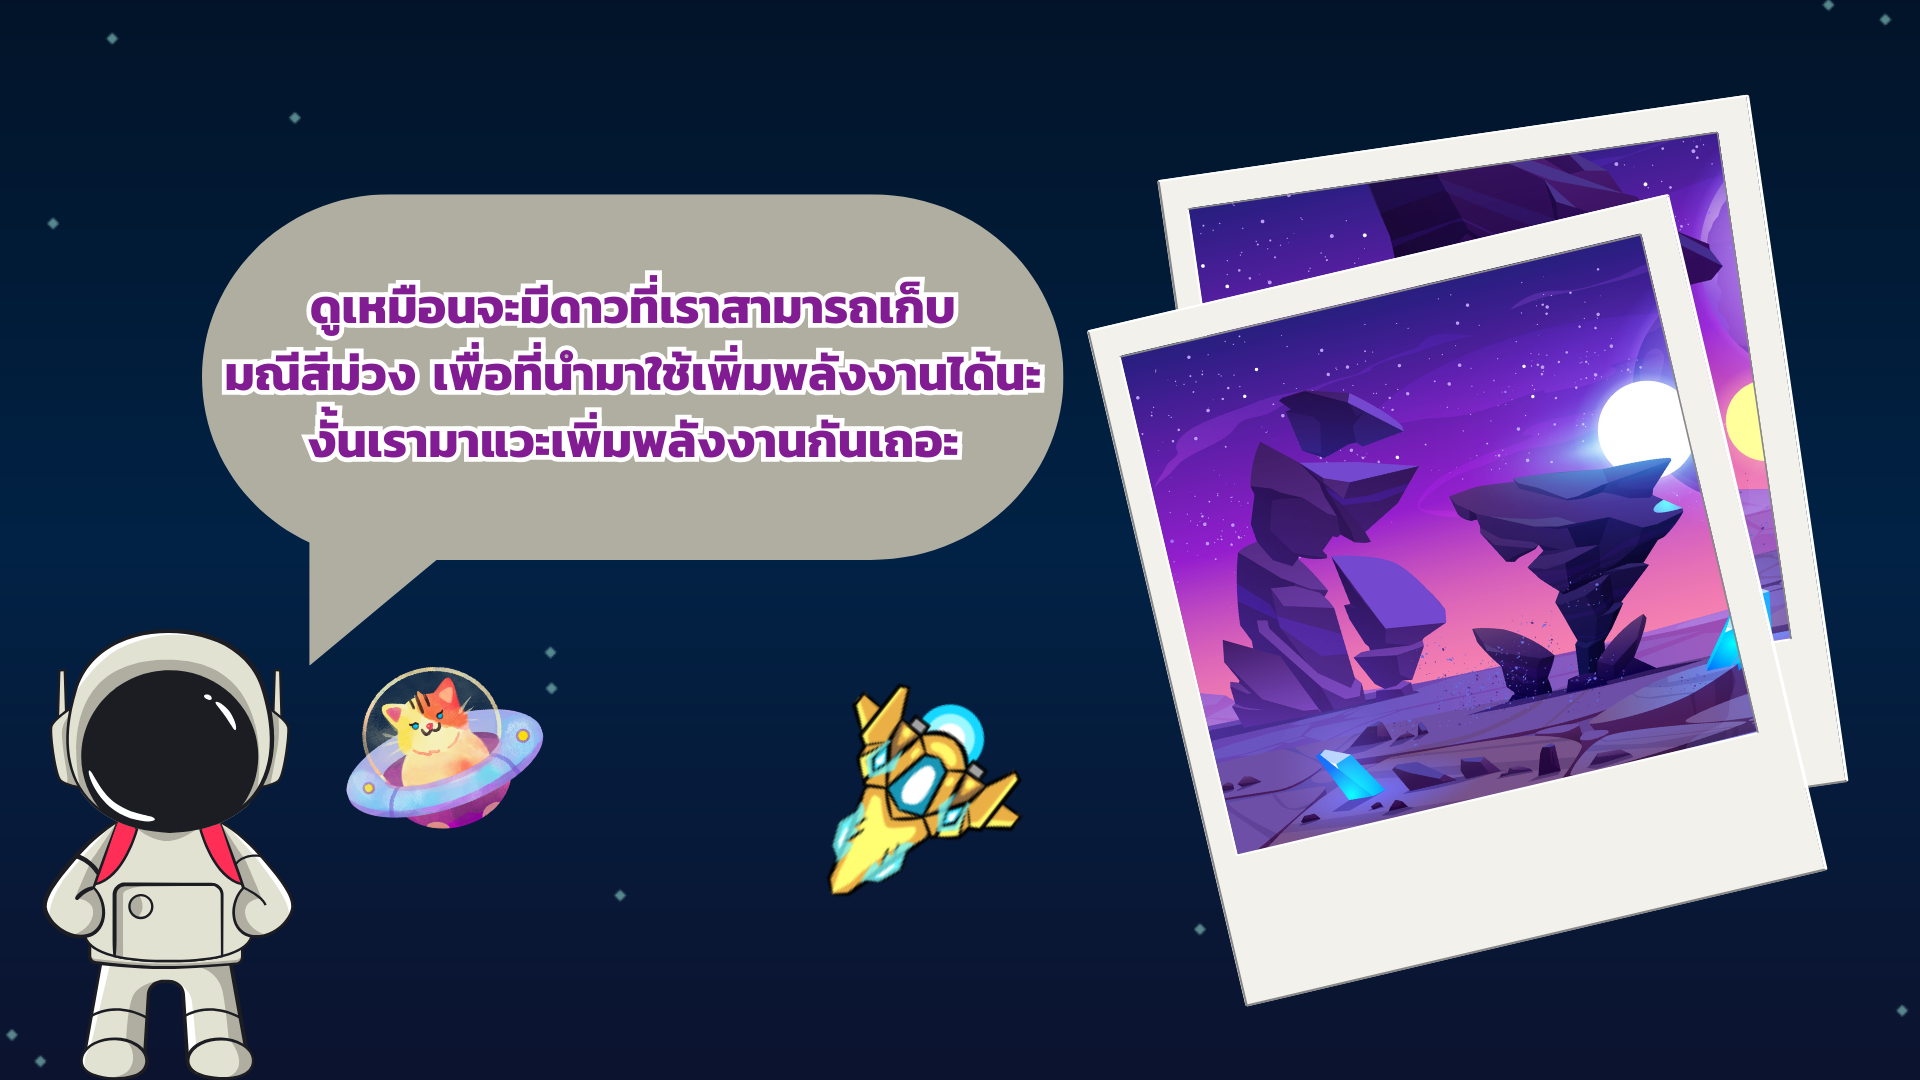 ดูเหมือนจะมีดาวที่เราสามารถเก็บ
มณีสีม่วง เพื่อที่นำมาใช้เพิ่มพลังงานได้นะ
งั้นเรามาแวะเพิ่มพลังงานกันเถอะ